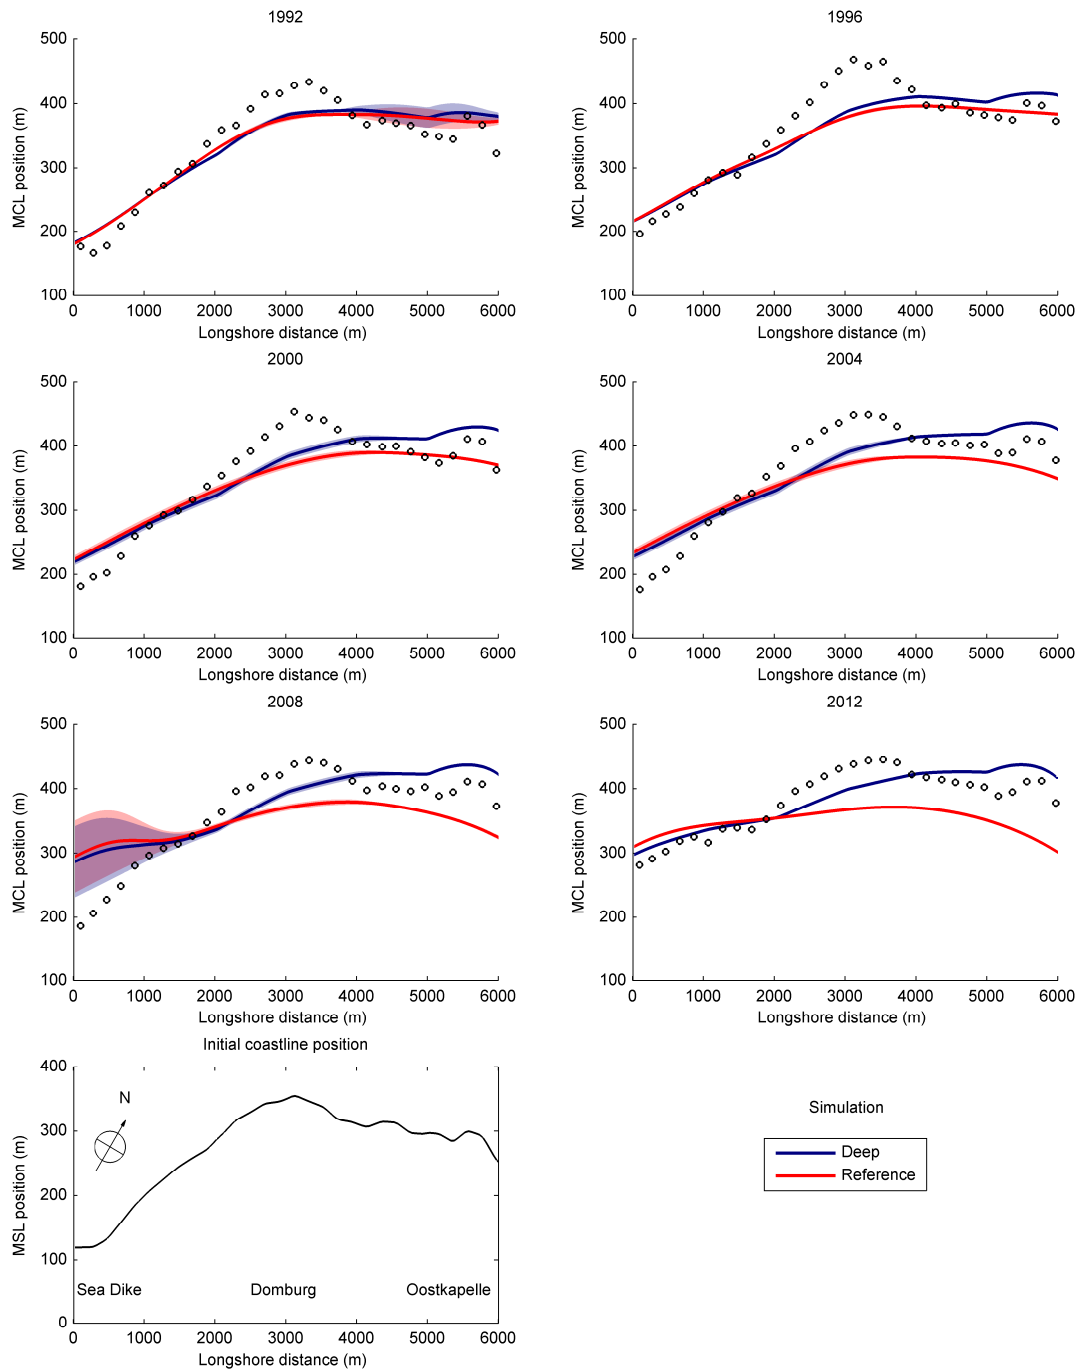 1992
500
400
300
200
100
MCL position (m)
0 1000 2000 3000 4000 5000 6000
Longshore distance (m)
1996
500
400
300
200
100
MCL position (m)
0 1000 2000 3000 4000 5000 6000
Longshore distance (m)
2000
500
400
300
200
100
MCL position (m)
0 1000 2000 3000 4000 5000 6000
Longshore distance (m)
2004
500
400
300
200
100
MCL position (m)
0 1000 2000 3000 4000 5000 6000
Longshore distance (m)
2008
500
400
300
200
100
MCL position (m)
0 1000 2000 3000 4000 5000 6000
Longshore distance (m)
2012
500
400
300
200
100
MCL position (m)
0 1000 2000 3000 4000 5000 6000
Longshore distance (m)
Initial coastline position
400
300
200
100
0
MSL position (m)
N
Sea Dike Domburg Oostkapelle
0 1000 2000 3000 4000 5000 6000
Longshore distance (m)
Simulation
Deep
Reference